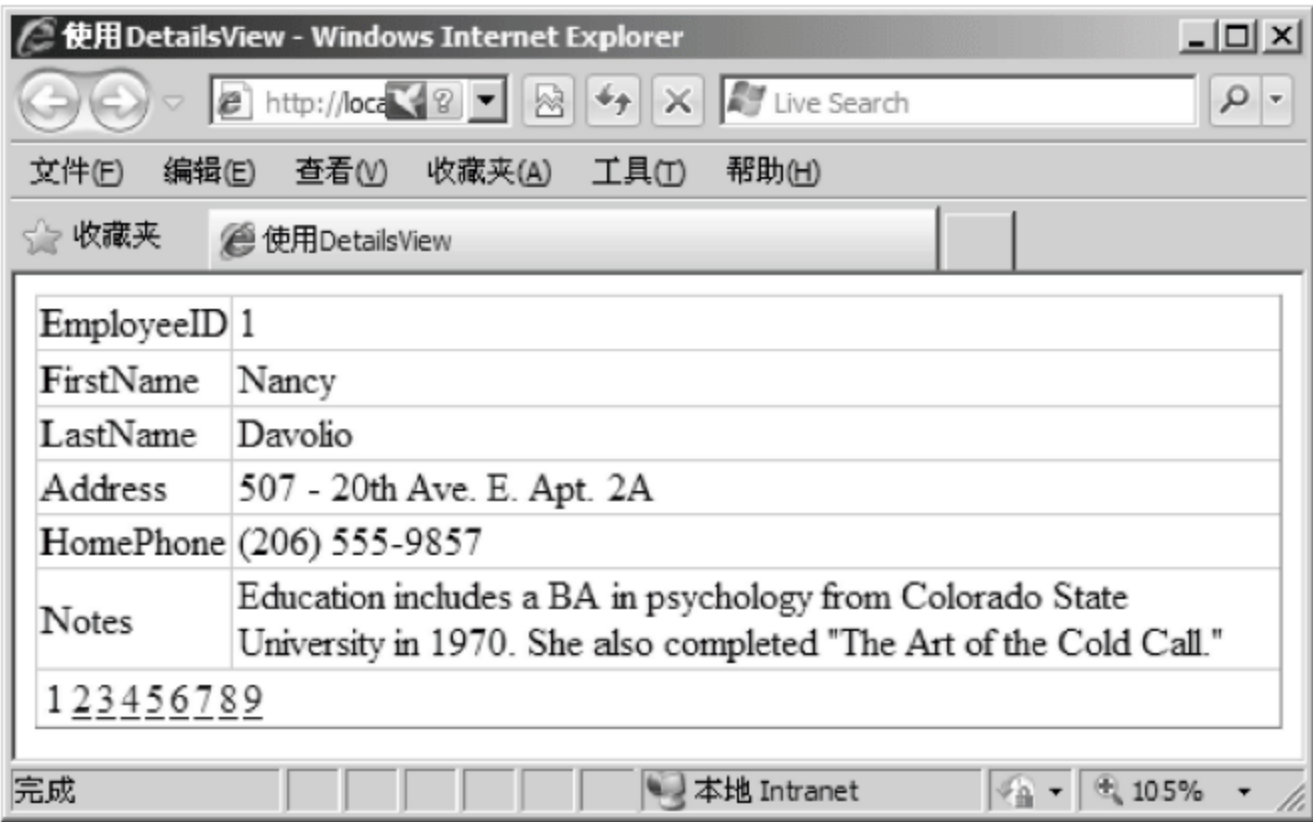 使用DetailsView - Windows Internet Explorer
http://loca
Live Search
文件(F) 编辑(E) 查看(V) 收藏夹(A) 工具(T) 帮助(H)
收藏夹 使用DetailsView
EmployeeID 1
FirstName Nancy
LastName Davolio
Address 507 - 20th Ave. E. Apt. 2A
HomePhone (206) 555-9857
Notes Education includes a BA in psychology from Colorado State
University in 1970. She also completed "The Art of the Cold Call."
1 2 3 4 5 6 7 8 9
完成 本地 Intranet 105%